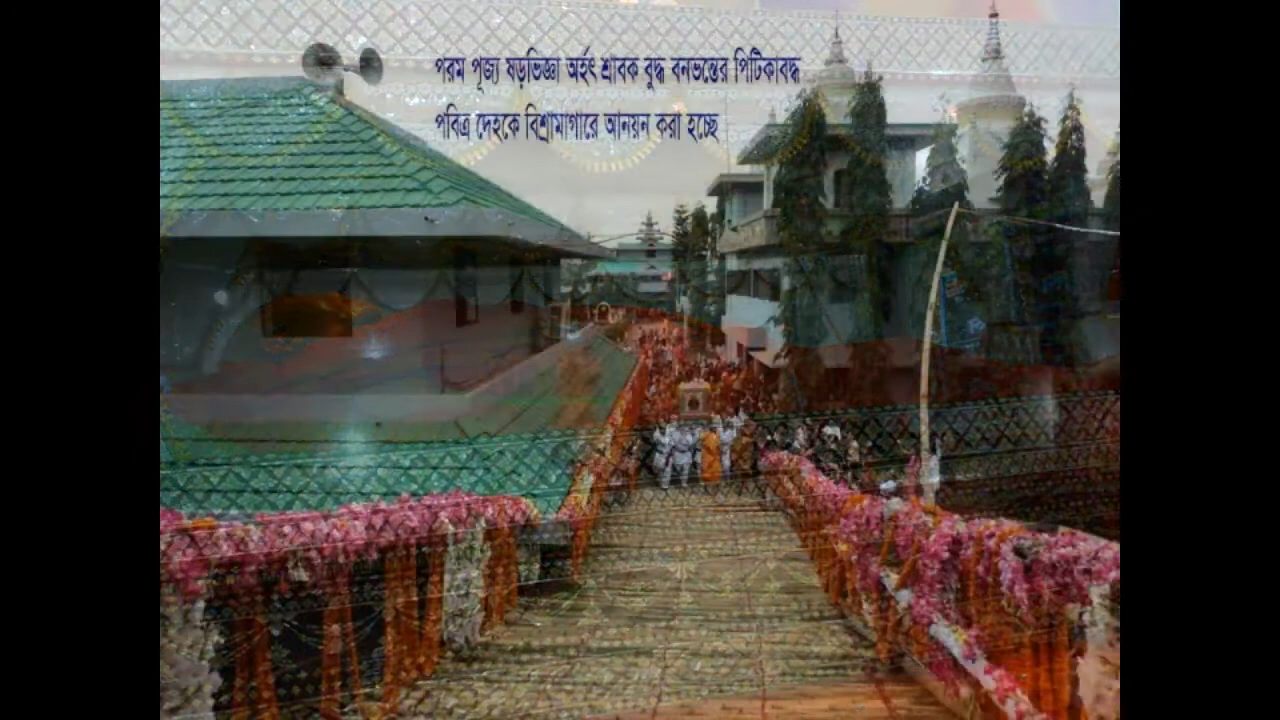 পরম পূজ্য ষড়ভিজ্ঞা অর্হৎ শ্রাবক বুদ্ধ বনভন্তের পিটিকাবদ্ধ
পবিত্র দেহকে বিশ্রামাগারে আনয়ন করা হচ্ছে